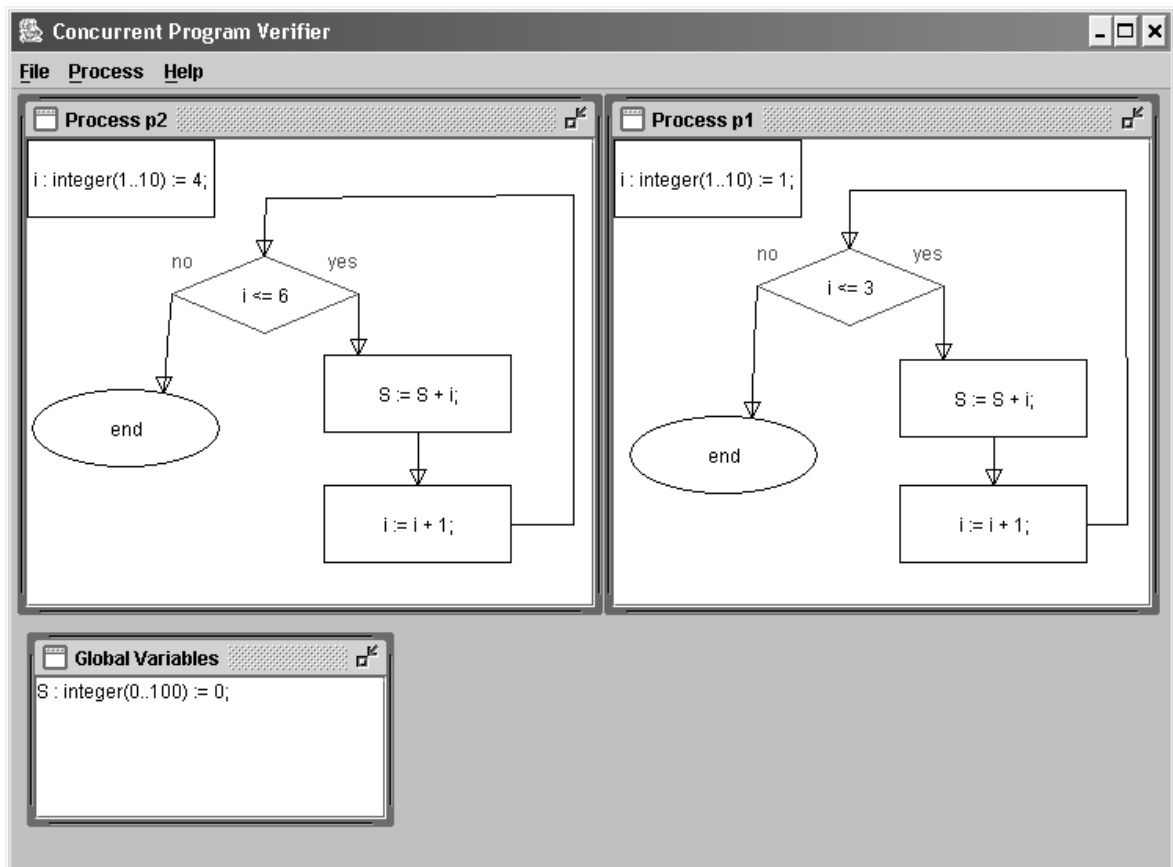 Concurrent Program Verifier
File Process Help
Process p2
i : integer(1..10) := 4;
no
yes
i <= 6
S := S + i;
end
i := i + 1;
Process p1
i : integer(1..10) := 1;
no
yes
i <= 3
S := S + i;
end
i := i + 1;
Global Variables
S : integer(0..100) := 0;